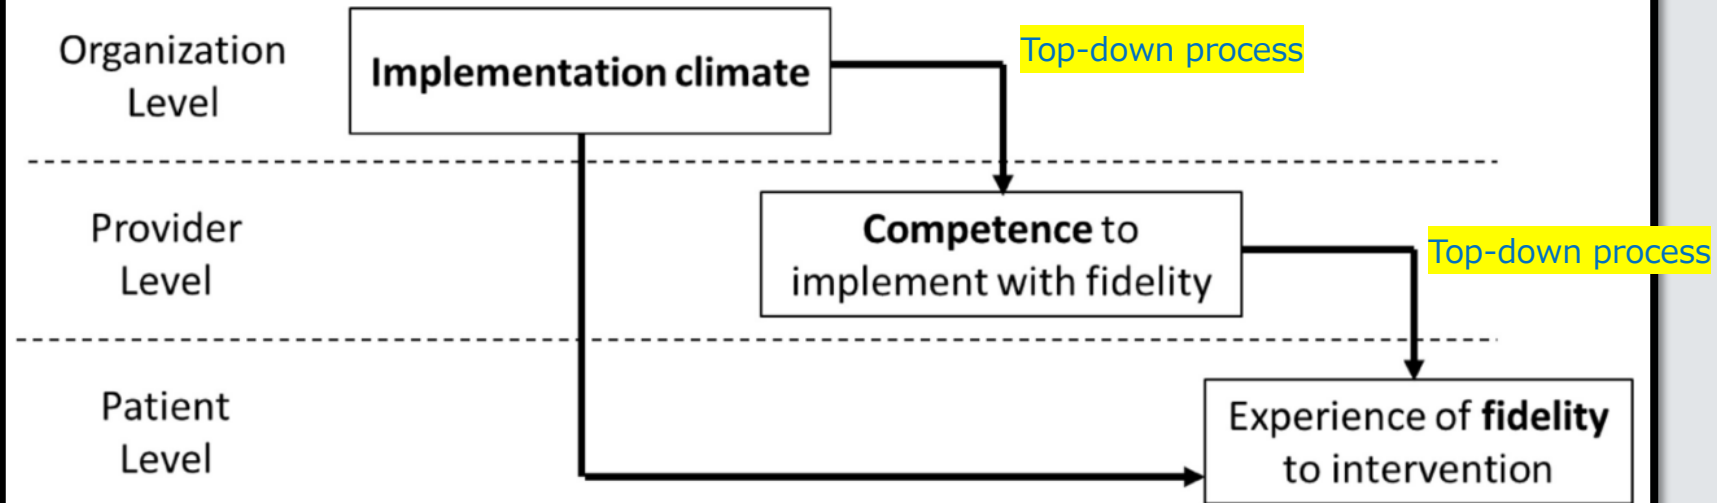 Organization
Level
Implementation climate
Top-down process
Provider
Level
Competence to
implement with fidelity
Top-down process
Patient
Level
Experience of fidelity
to intervention